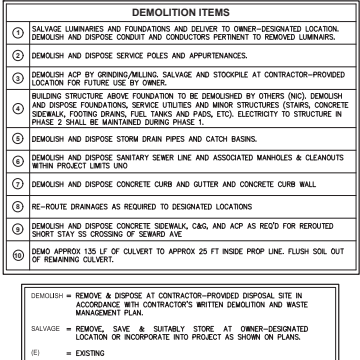 DEMOLITION ITEMS
1 SALVAGE LUMINARIES AND FOUNDATIONS AND DELIVER TO OWNER-DESIGNATED LOCATION.
DEMOLISH AND DISPOSE CONDUIT AND CONDUCTORS PERTINENT TO REMOVED LUMINAIRS.
2 DEMOLISH AND DISPOSE SERVICE POLES AND APPURTENANCES.
3 DEMOLISH ACP BY GRINDING/MILLING. SALVAGE AND STOCKPILE AT CONTRACTOR-PROVIDED
LOCATION FOR FUTURE USE BY OWNER.
4 BUILDING STRUCTURE ABOVE FOUNDATION TO BE DEMOLISHED BY OTHERS (NIC). DEMOLISH
AND DISPOSE FOUNDATIONS, SERVICE UTILITIES AND MINOR STRUCTURES (STAIRS, CONCRETE
SIDEWALK, FOOTING DRAINS, FUEL TANKS AND PADS, ETC). ELECTRICITY TO STRUCTURE IN
PHASE 2 SHALL BE MAINTAINED DURING PHASE 1.
5 DEMOLISH AND DISPOSE STORM DRAIN PIPES AND CATCH BASINS.
6 DEMOLISH AND DISPOSE SANITARY SEWER LINE AND ASSOCIATED MANHOLES & CLEANOUTS
WITHIN PROJECT LIMITS UNO
7 DEMOLISH AND DISPOSE CONCRETE CURB AND GUTTER AND CONCRETE CURB WALL
8 RE-ROUTE DRAINAGES AS REQUIRED TO DESIGNATED LOCATIONS
9 DEMOLISH AND DISPOSE CONCRETE SIDEWALK, C&G, AND ACP AS REQ'D FOR REROUTED
SHORT STAY SS CROSSING OF SEWARD AVE
10 DEMO APPROX 135 LF OF CULVERT TO APPROX 25 FT INSIDE PROP LINE. FLUSH SOIL OUT
OF REMAINING CULVERT.
DEMOLISH = REMOVE & DISPOSE AT CONTRACTOR-PROVIDED DISPOSAL SITE IN
ACCORDANCE WITH CONTRACTOR'S WRITTEN DEMOLITION AND WASTE
MANAGEMENT PLAN.
SALVAGE = REMOVE, SAVE & SUITABLY STORE AT OWNER-DESIGNATED
LOCATION OR INCORPORATE INTO PROJECT AS SHOWN ON PLANS.
(E) = EXISTING